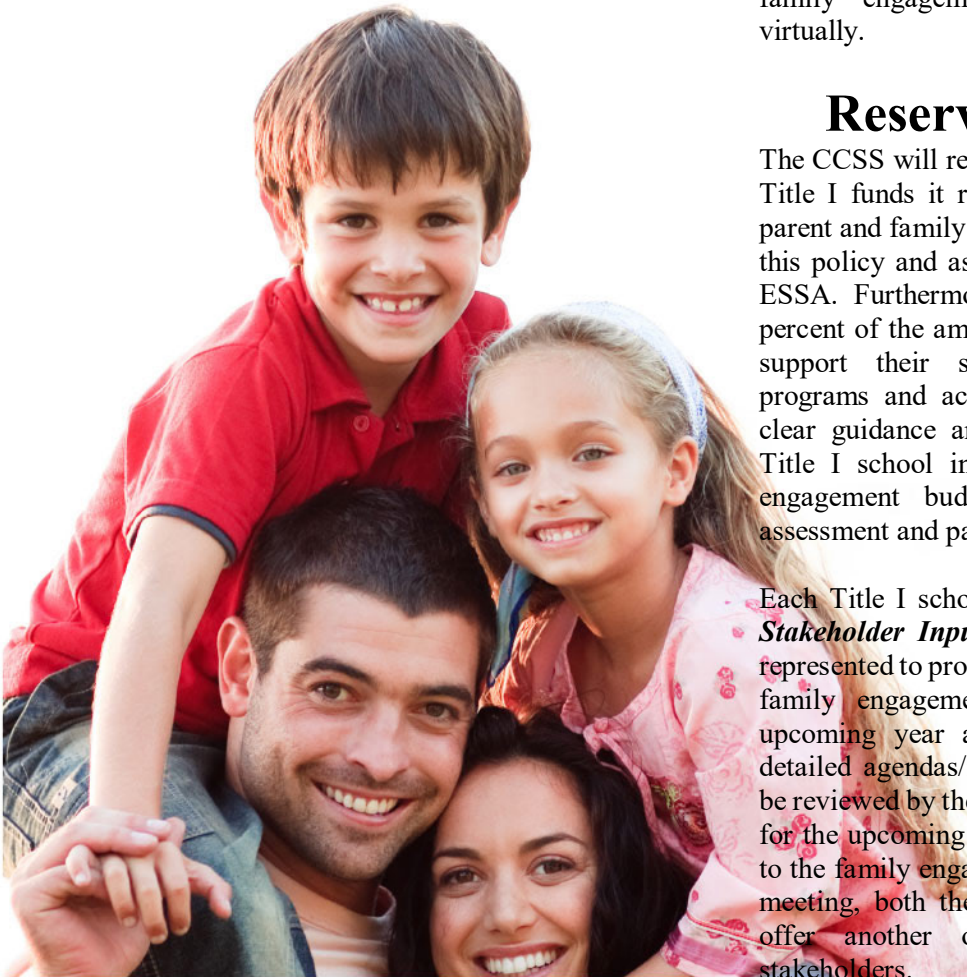 family engagem
virtually.
Reserv
The CCSS will re
Title I funds it r
parent and family
this policy and as
ESSA. Furthermo
percent of the am
support their s
programs and ac
clear guidance an
Title I school in
engagement bud
assessment and pa
Each Title I scho
Stakeholder Inpu
represented to pro
family engageme
upcoming year a
detailed agendas/
be reviewed by the
for the upcoming
to the family enga
meeting, both the
offer another o
stakeholders.